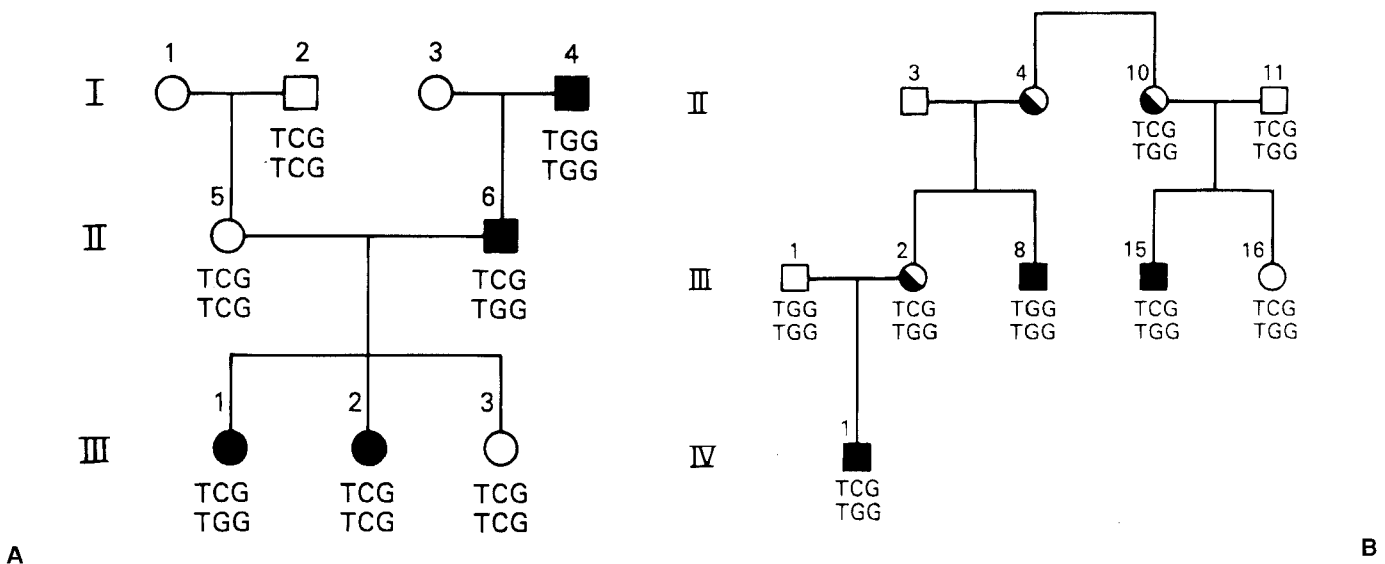 1 2 3 4
I
TCG TGG
TCG TGG
5 6
II
TCG TCG
TCG TGG
1 2 3
III
TCG TCG TCG
TGG TCG TCG
A
3 4 10 11
II
TCG TCG
TGG TGG
1 2 8 15 16
III
TGG TCG TGG TCG TCG
TGG TGG TGG TGG TGG
1
IV
TCG
TGG
B